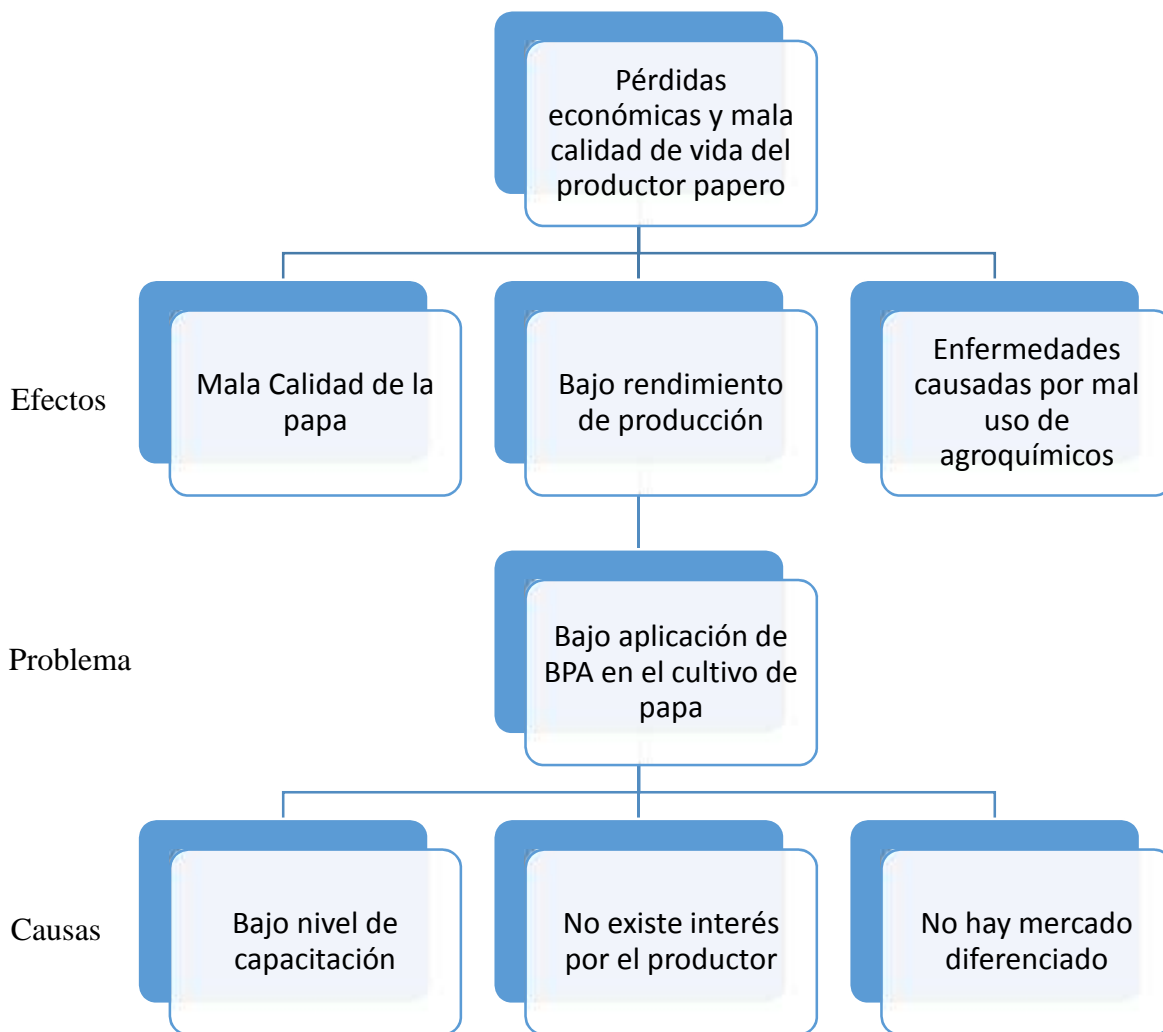 Pérdidas
económicas y mala
calidad de vida del
productor papero
Efectos
Mala Calidad de la
papa
Bajo rendimiento
de producción
Enfermedades
causadas por mal
uso de
agroquímicos
Problema
Bajo aplicación de
BPA en el cultivo de
papa
Causas
Bajo nivel de
capacitación
No existe interés
por el productor
No hay mercado
diferenciado